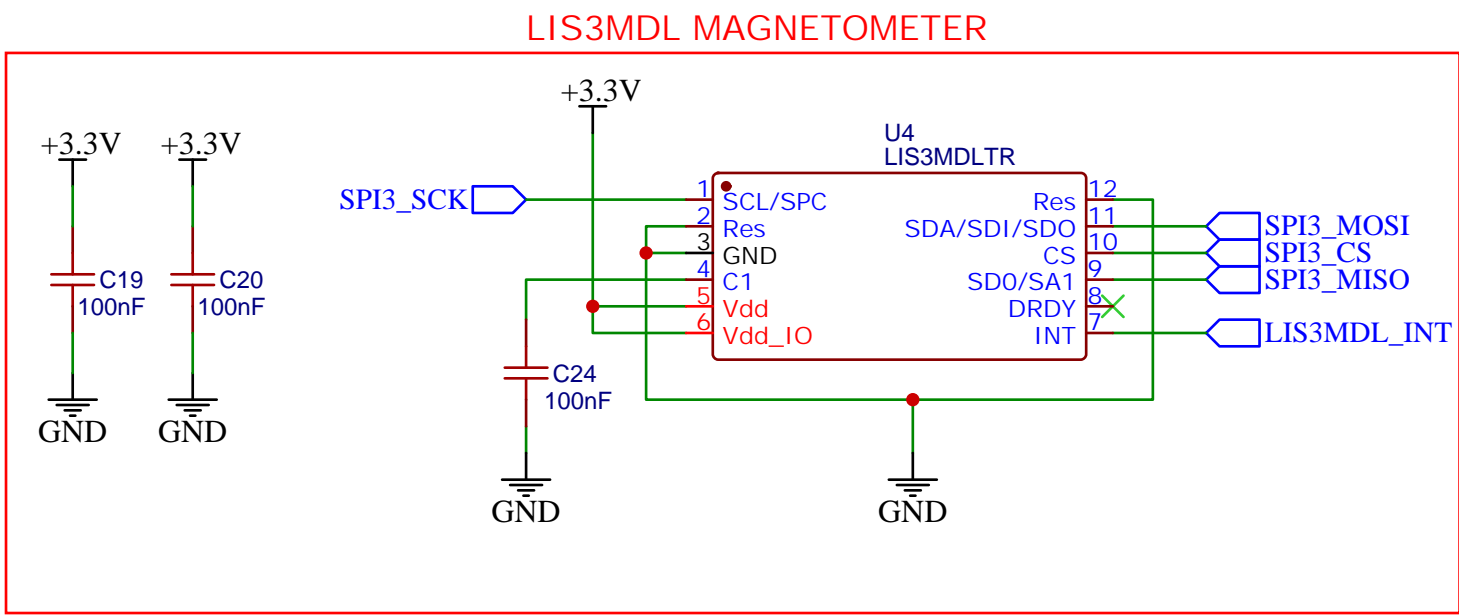 LIS3MDL MAGNETOMETER
+3.3V
+3.3V
+3.3V
C19
100nF
C20
100nF
GND
GND
SPI3_SCK
U4
LIS3MDLTR
1
SCL/SPC
2
Res
3
GND
4
C1
5
Vdd
6
Vdd_IO
12
Res
11
SDA/SDI/SDO
10
CS
9
SD0/SA1
8
DRDY
7
INT
SPI3_MOSI
SPI3_CS
SPI3_MISO
LIS3MDL_INT
C24
100nF
GND
GND